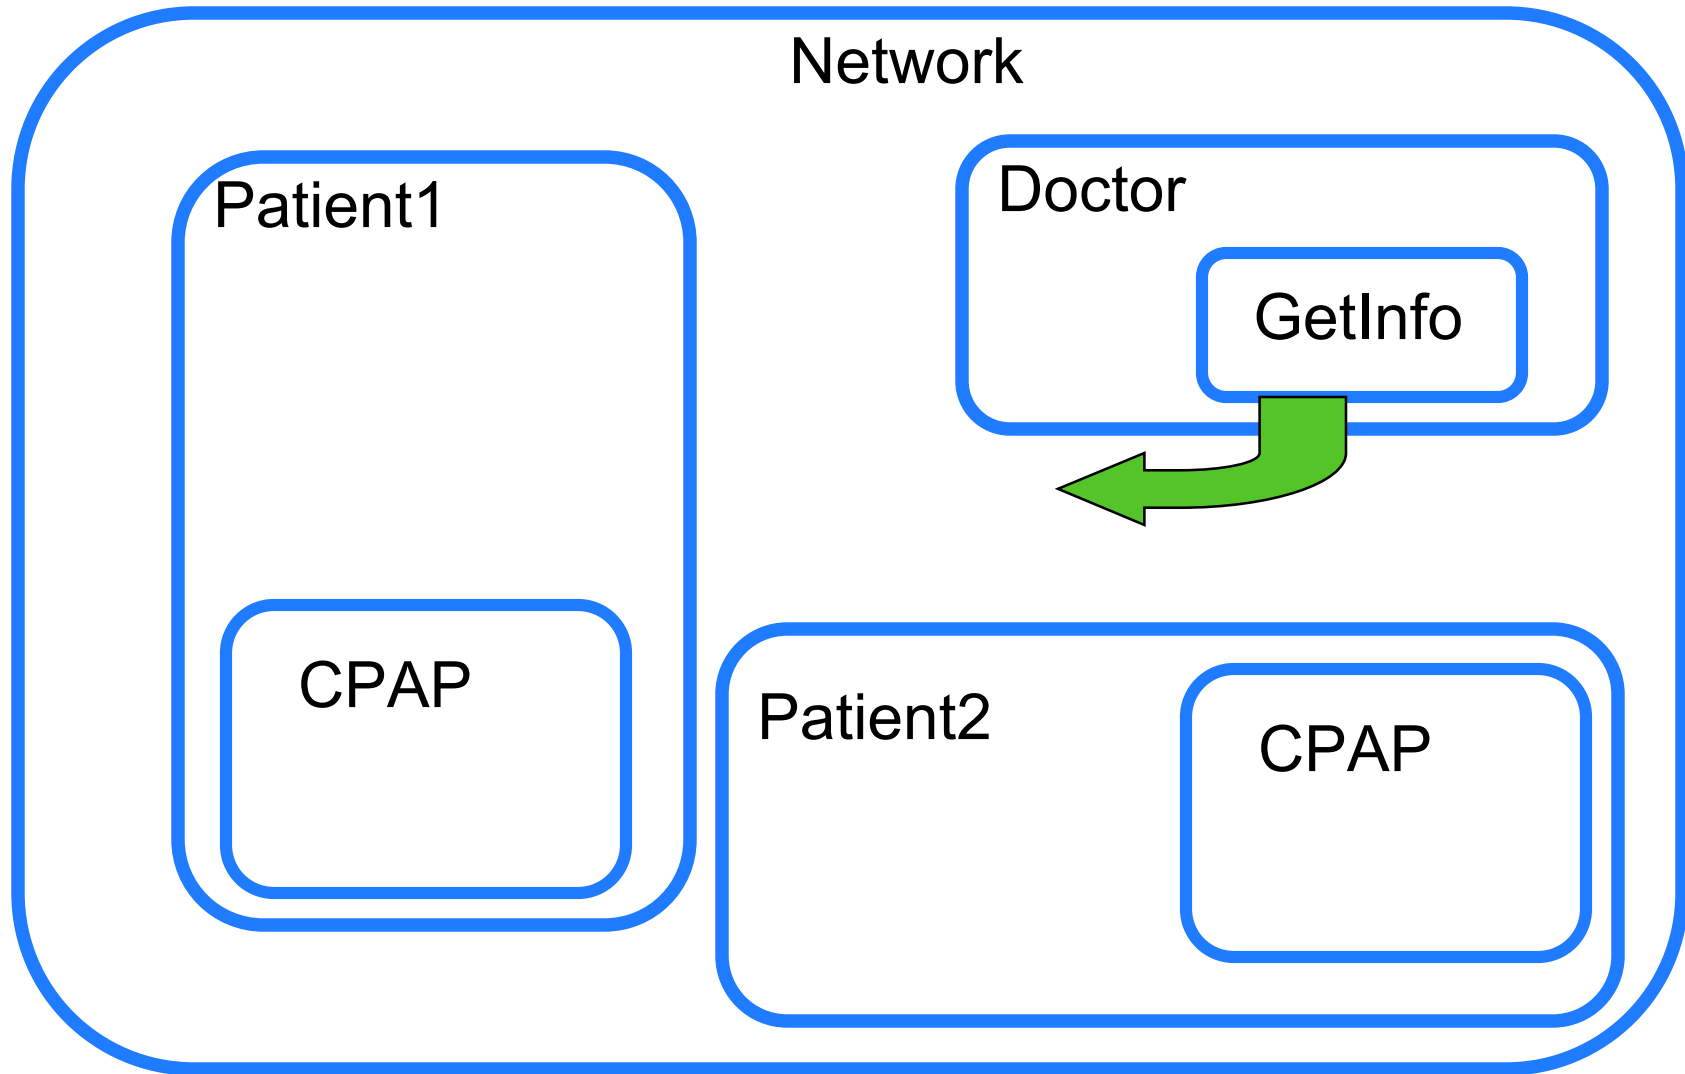 Network
Patient1
Doctor
GetInfo
CPAP
Patient2
CPAP